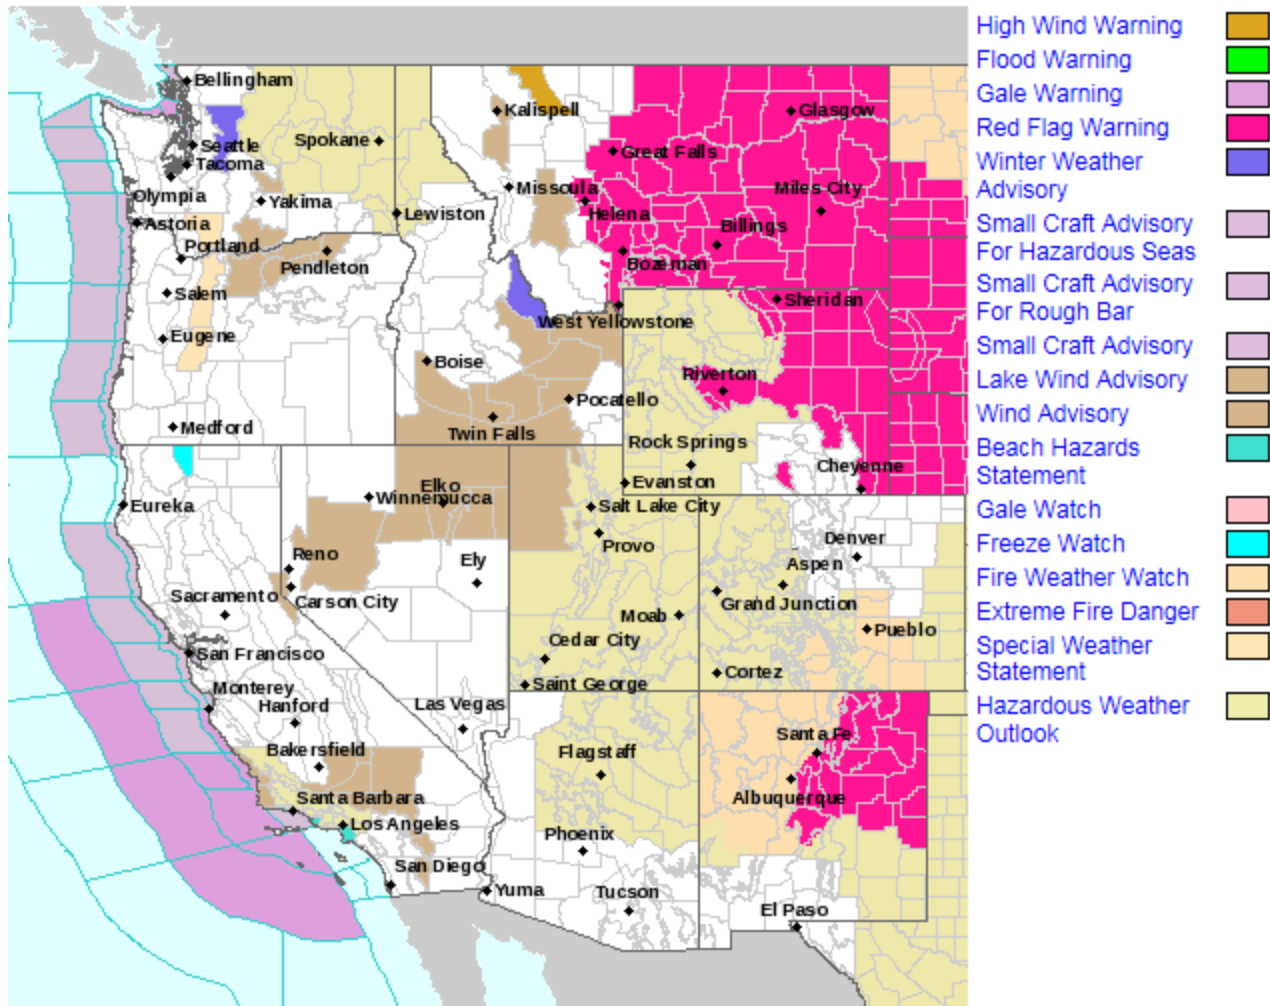 High Wind Warning
Flood Warning
Gale Warning
Red Flag Warning
Winter Weather
Advisory
Small Craft Advisory
For Hazardous Seas
Small Craft Advisory
For Rough Bar
Small Craft Advisory
Lake Wind Advisory
Wind Advisory
Beach Hazards
Statement
Gale Watch
Freeze Watch
Fire Weather Watch
Extreme Fire Danger
Special Weather
Statement
Hazardous Weather
Outlook
Bellingham
Kalispell
Glasgow
Spokane
Seattle
Great Falls
Tacoma
Missoula
Miles City
Olympia
Yakima
Lewiston
Helena
Astoria
Billings
Portland
Pendleton
Bozeman
Salem
Sheridan
West Yellowstone
Eugene
Boise
Riverton
Pocatello
Medford
Twin Falls
Rock Springs
Cheyenne
Elko
Evanston
Winnemucca
Eureka
Salt Lake City
Denver
Provo
Reno
Ely
Aspen
Sacramento
Carson City
Grand Junction
Moab
Pueblo
Cedar City
San Francisco
Cortez
Saint George
Monterey
Hanford
Las Vegas
Santa Fe
Bakersfield
Flagstaff
Santa Barbara
Albuquerque
Los Angeles
Phoenix
San Diego
Yuma
Tucson
El Paso